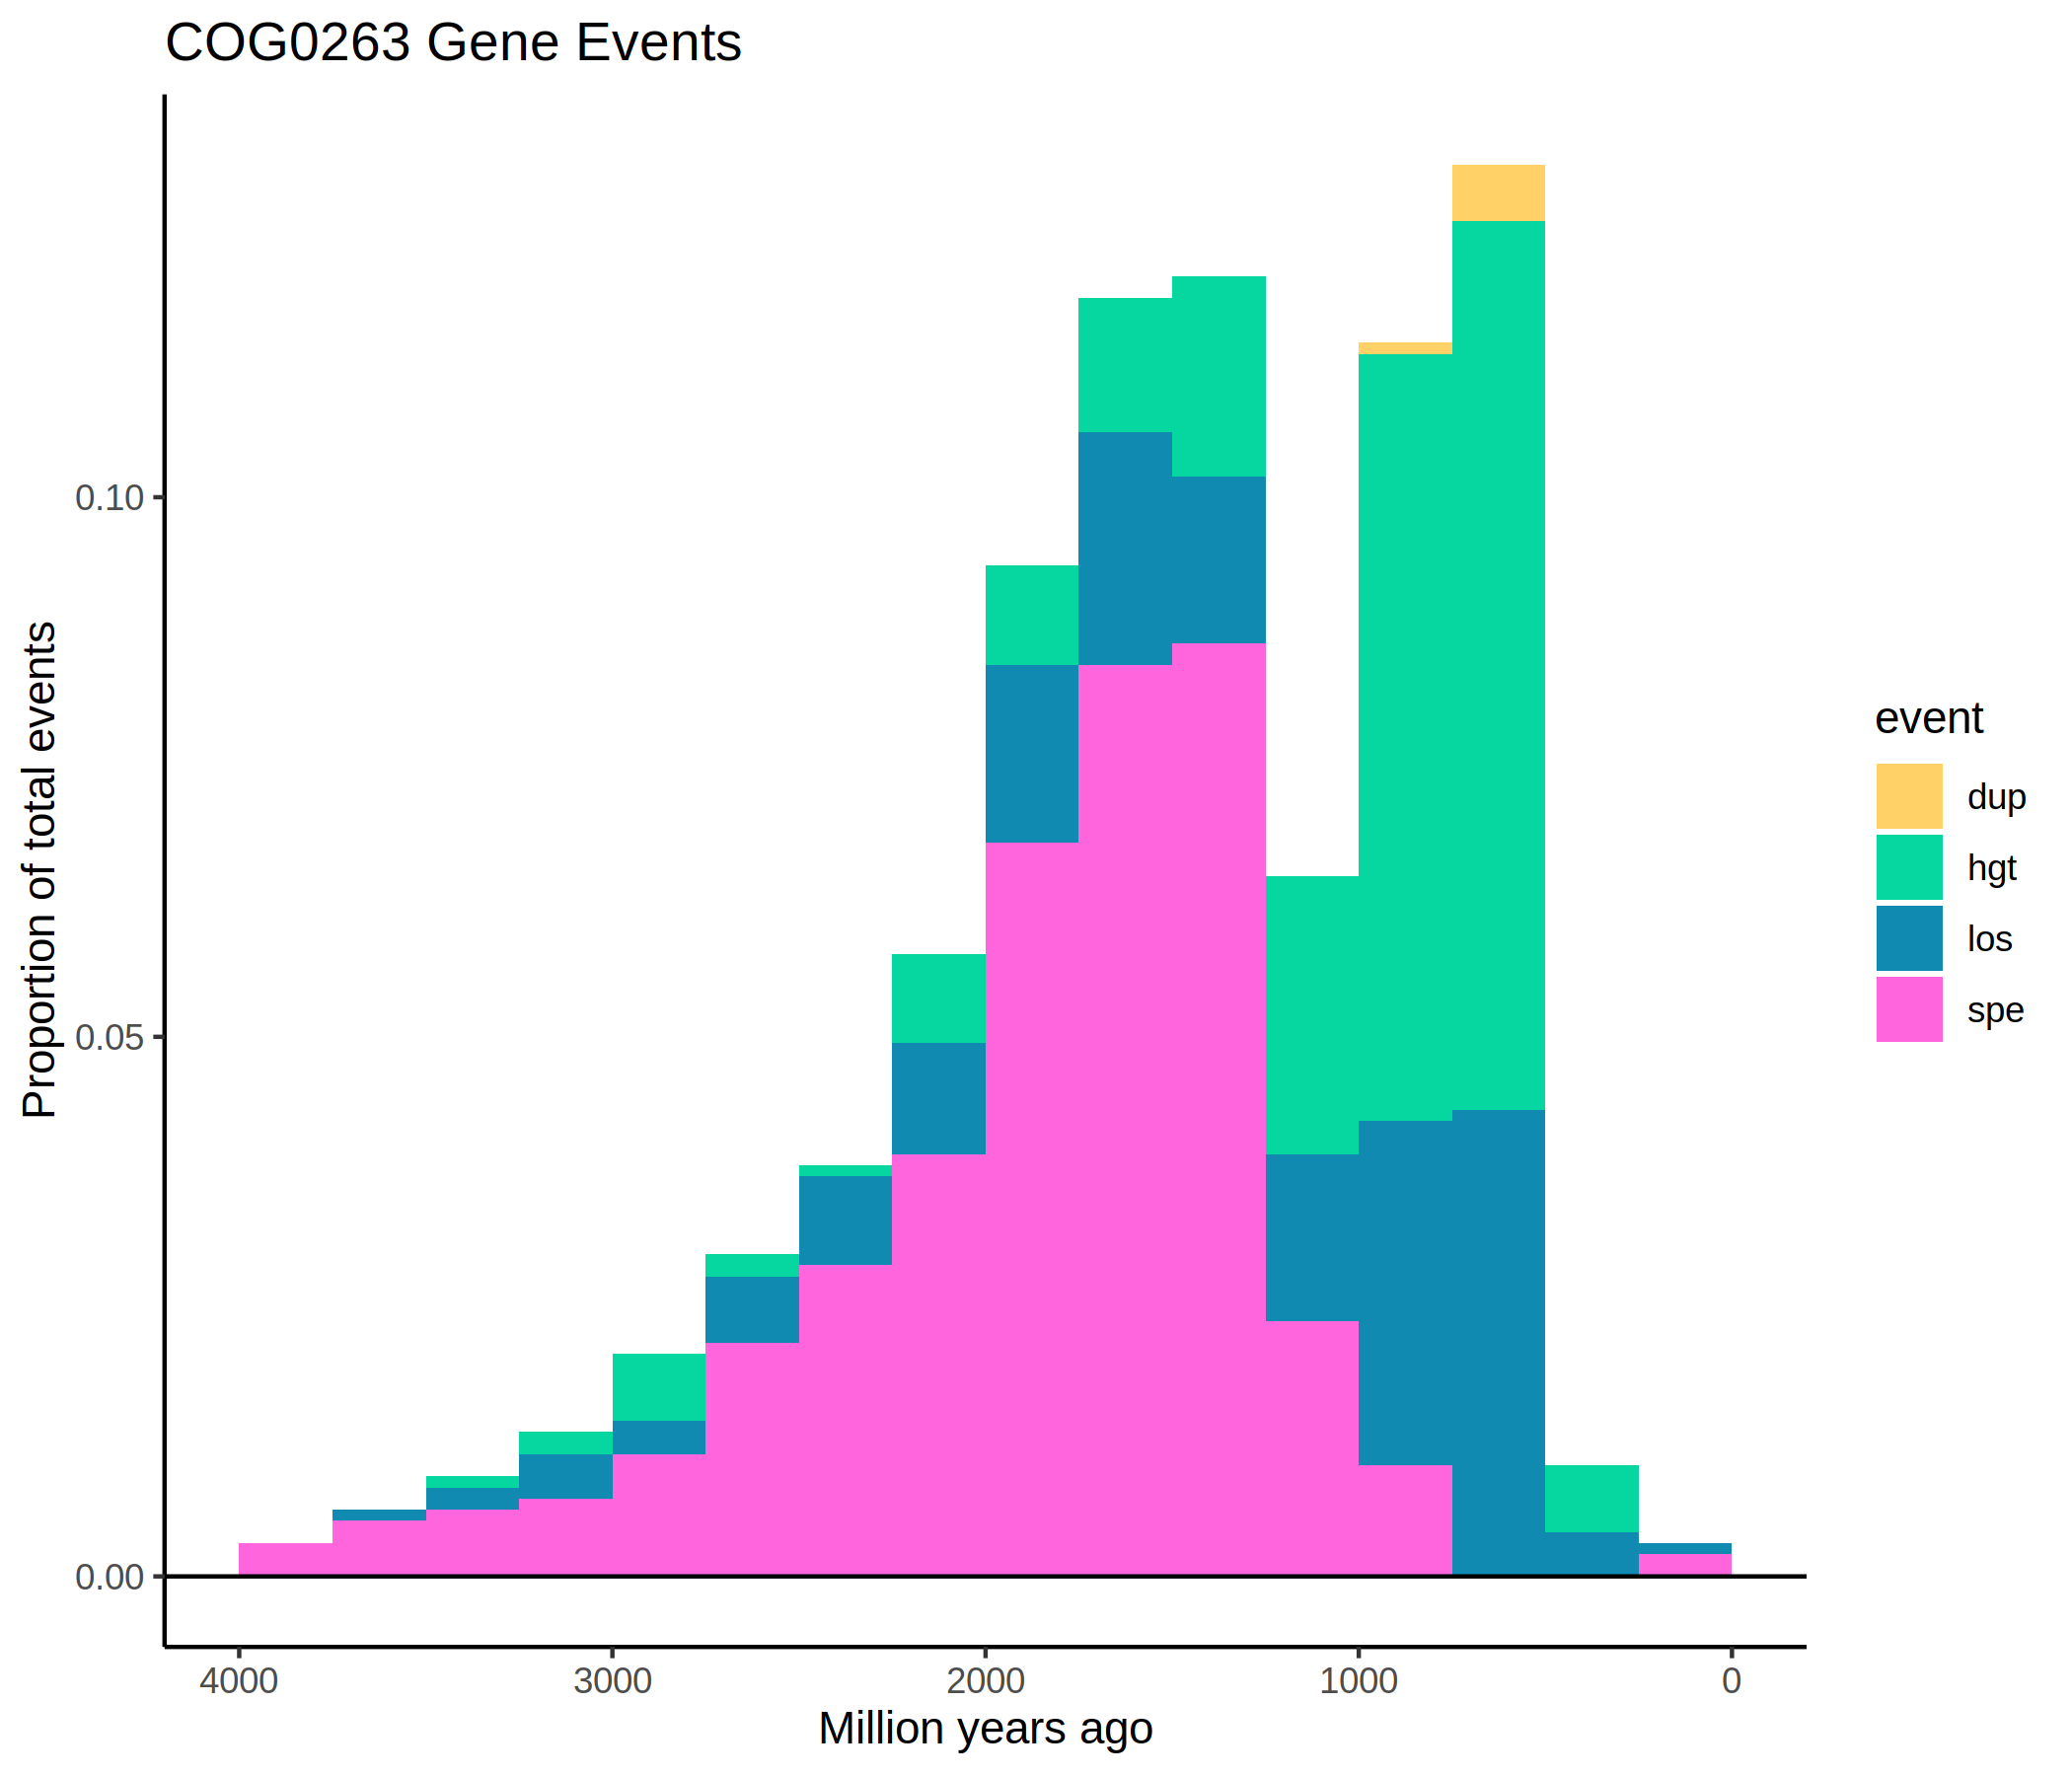 COG0263 Gene Events
Proportion of total events
0.10
0.05
0.00
4000 3000 2000 1000 0
Million years ago
event
dup
hgt
los
spe